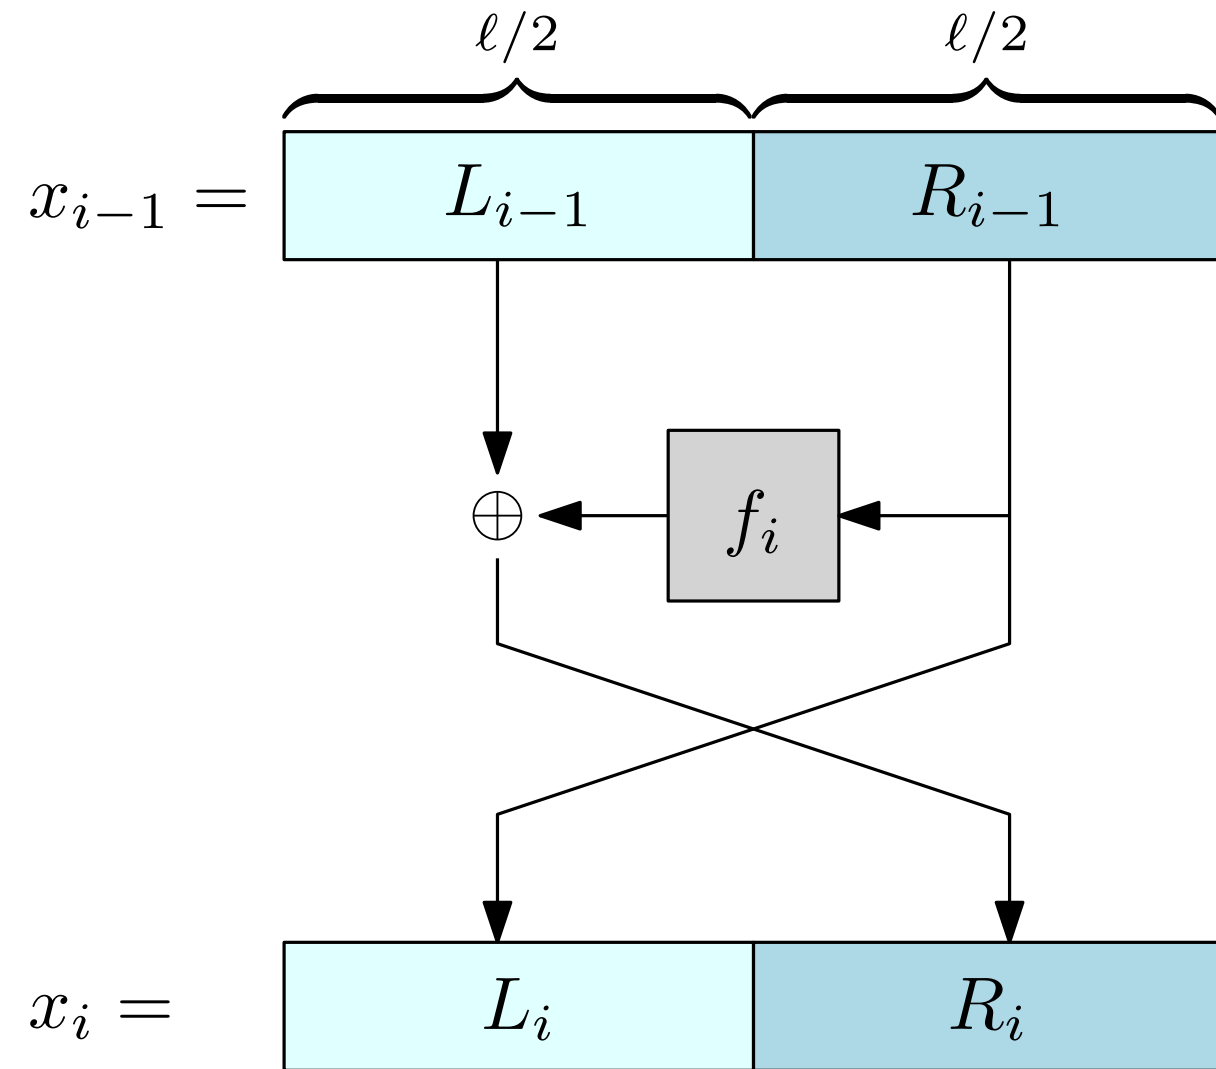 ℓ/2 ℓ/2
x_{i−1} = L_{i−1} R_{i−1}
⊕ f_i
x_i = L_i R_i